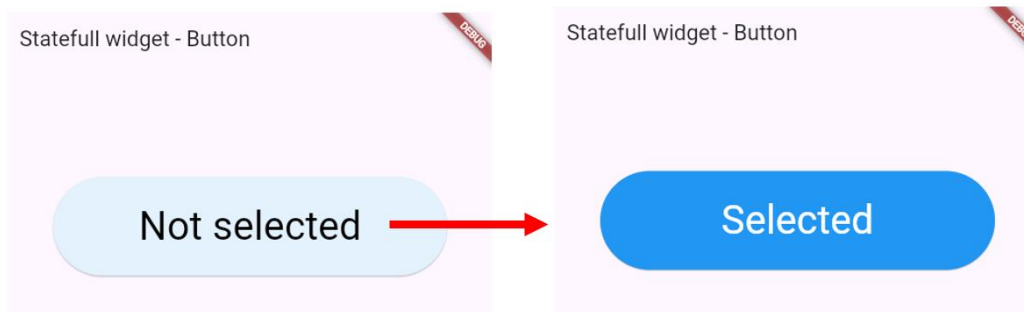 Statefull widget - Button
DEBUG
Not selected
Statefull widget - Button
DEBUG
Selected